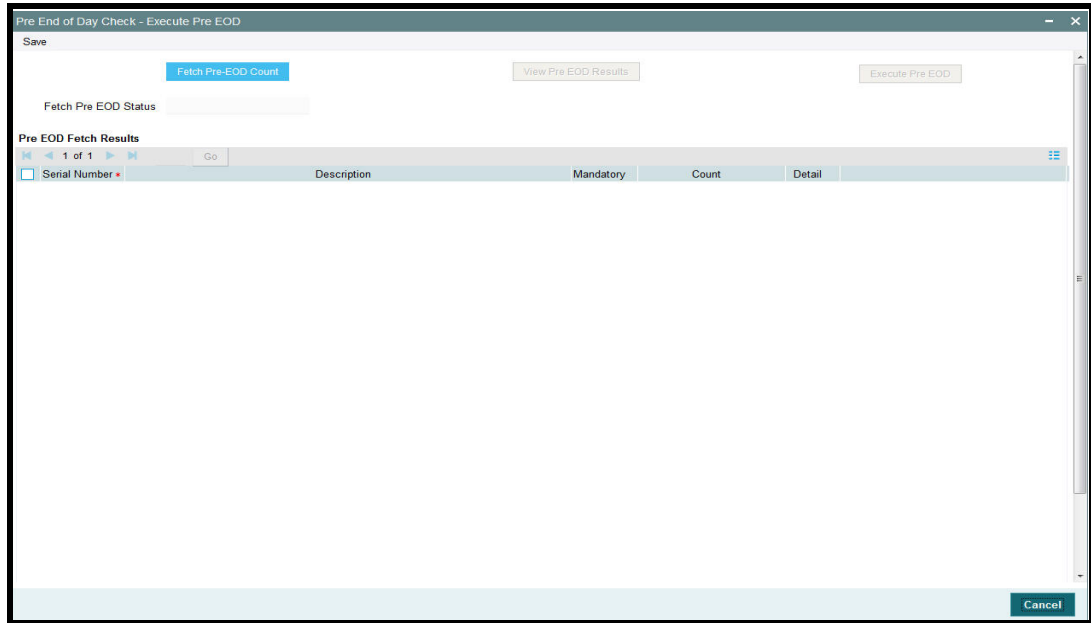 Pre End of Day Check - Execute Pre EOD
Save
Fetch Pre-EOD Count View Pre EOD Results Execute Pre EOD
Fetch Pre EOD Status
Pre EOD Fetch Results
1 of 1 Go
Serial Number * Description Mandatory Count Detail
Cancel